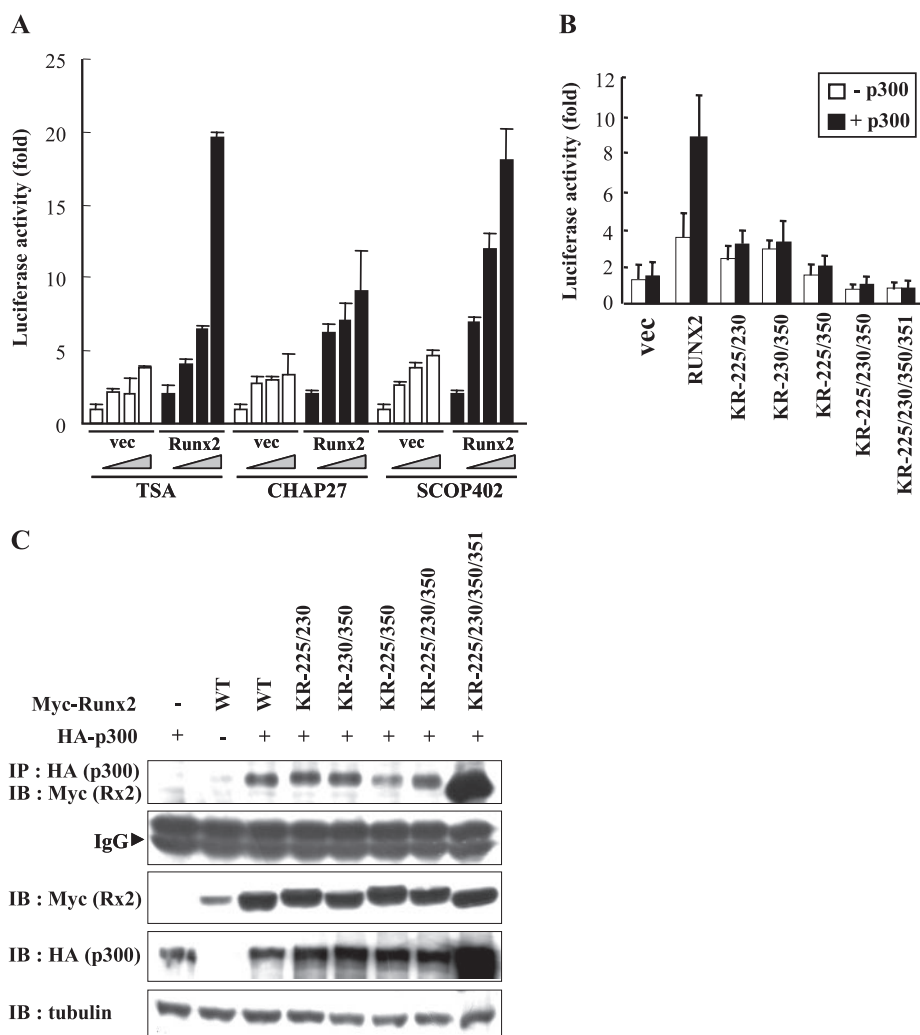 A
Luciferase activity (fold)
25
20
15
10
5
0
vec
Runx2
vec
Runx2
vec
Runx2
TSA
CHAP27
SCOP402
B
Luciferase activity (fold)
12
10
8
6
4
2
0
- p300
+ p300
vec
RUNX2
KR-225/230
KR-230/350
KR-225/350
KR-225/230/350
KR-225/230/350/351
C
Myc-Runx2
-
WT
WT
KR-225/230
KR-230/350
KR-225/350
KR-225/230/350
KR-225/230/350/351
HA-p300
+ - + + + + + +
IP : HA (p300)
IB : Myc (Rx2)
IgG
IB : Myc (Rx2)
IB : HA (p300)
IB : tubulin